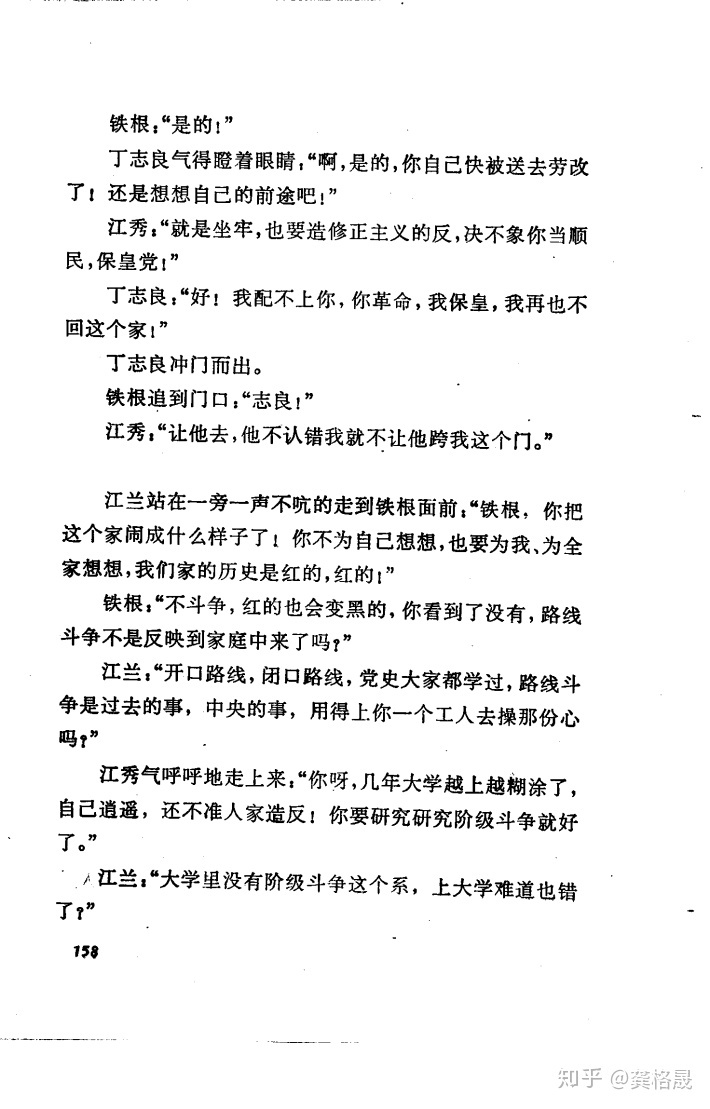 铁根：“是的！”
丁志良气得瞪着眼睛：“啊，是的，你自己快被送去劳改
了！还是想想自己的前途吧！”
江秀：“就是坐牢，也要造修正主义的反，决不象你当顺
民，保皇党！”
丁志良：“好！我配不上你，你革命，我保皇，我再也不
回这个家！”
丁志良冲门而出。
铁根追到门口：“志良！”
江秀：“让他去，他不认错我就不让他跨我这个门。”
江兰站在一旁一声不吭的走到铁根面前：“铁根，你把
这个家闹成什么样子了！你不为自己想想，也要为我、为全
家想想，我们家的历史是红的，红的！”
铁根：“不斗争，红的也会变黑的，你看到了没有，路线
斗争不是反映到家庭中来了吗？”
江兰：“开口路线，闭口路线，党史大家都学过，路线斗
争是过去的事，中央的事，用得上你一个工人去操那份心
吗？”
江秀气呼呼地走上来：“你呀，几年大学越上越糊涂了，
自己逍遥，还不准人家造反！你要研究研究阶级斗争就好
了。”
江兰：“大学里没有阶级斗争这个系，上大学难道也错
了？”
158
知乎 @龚格晟